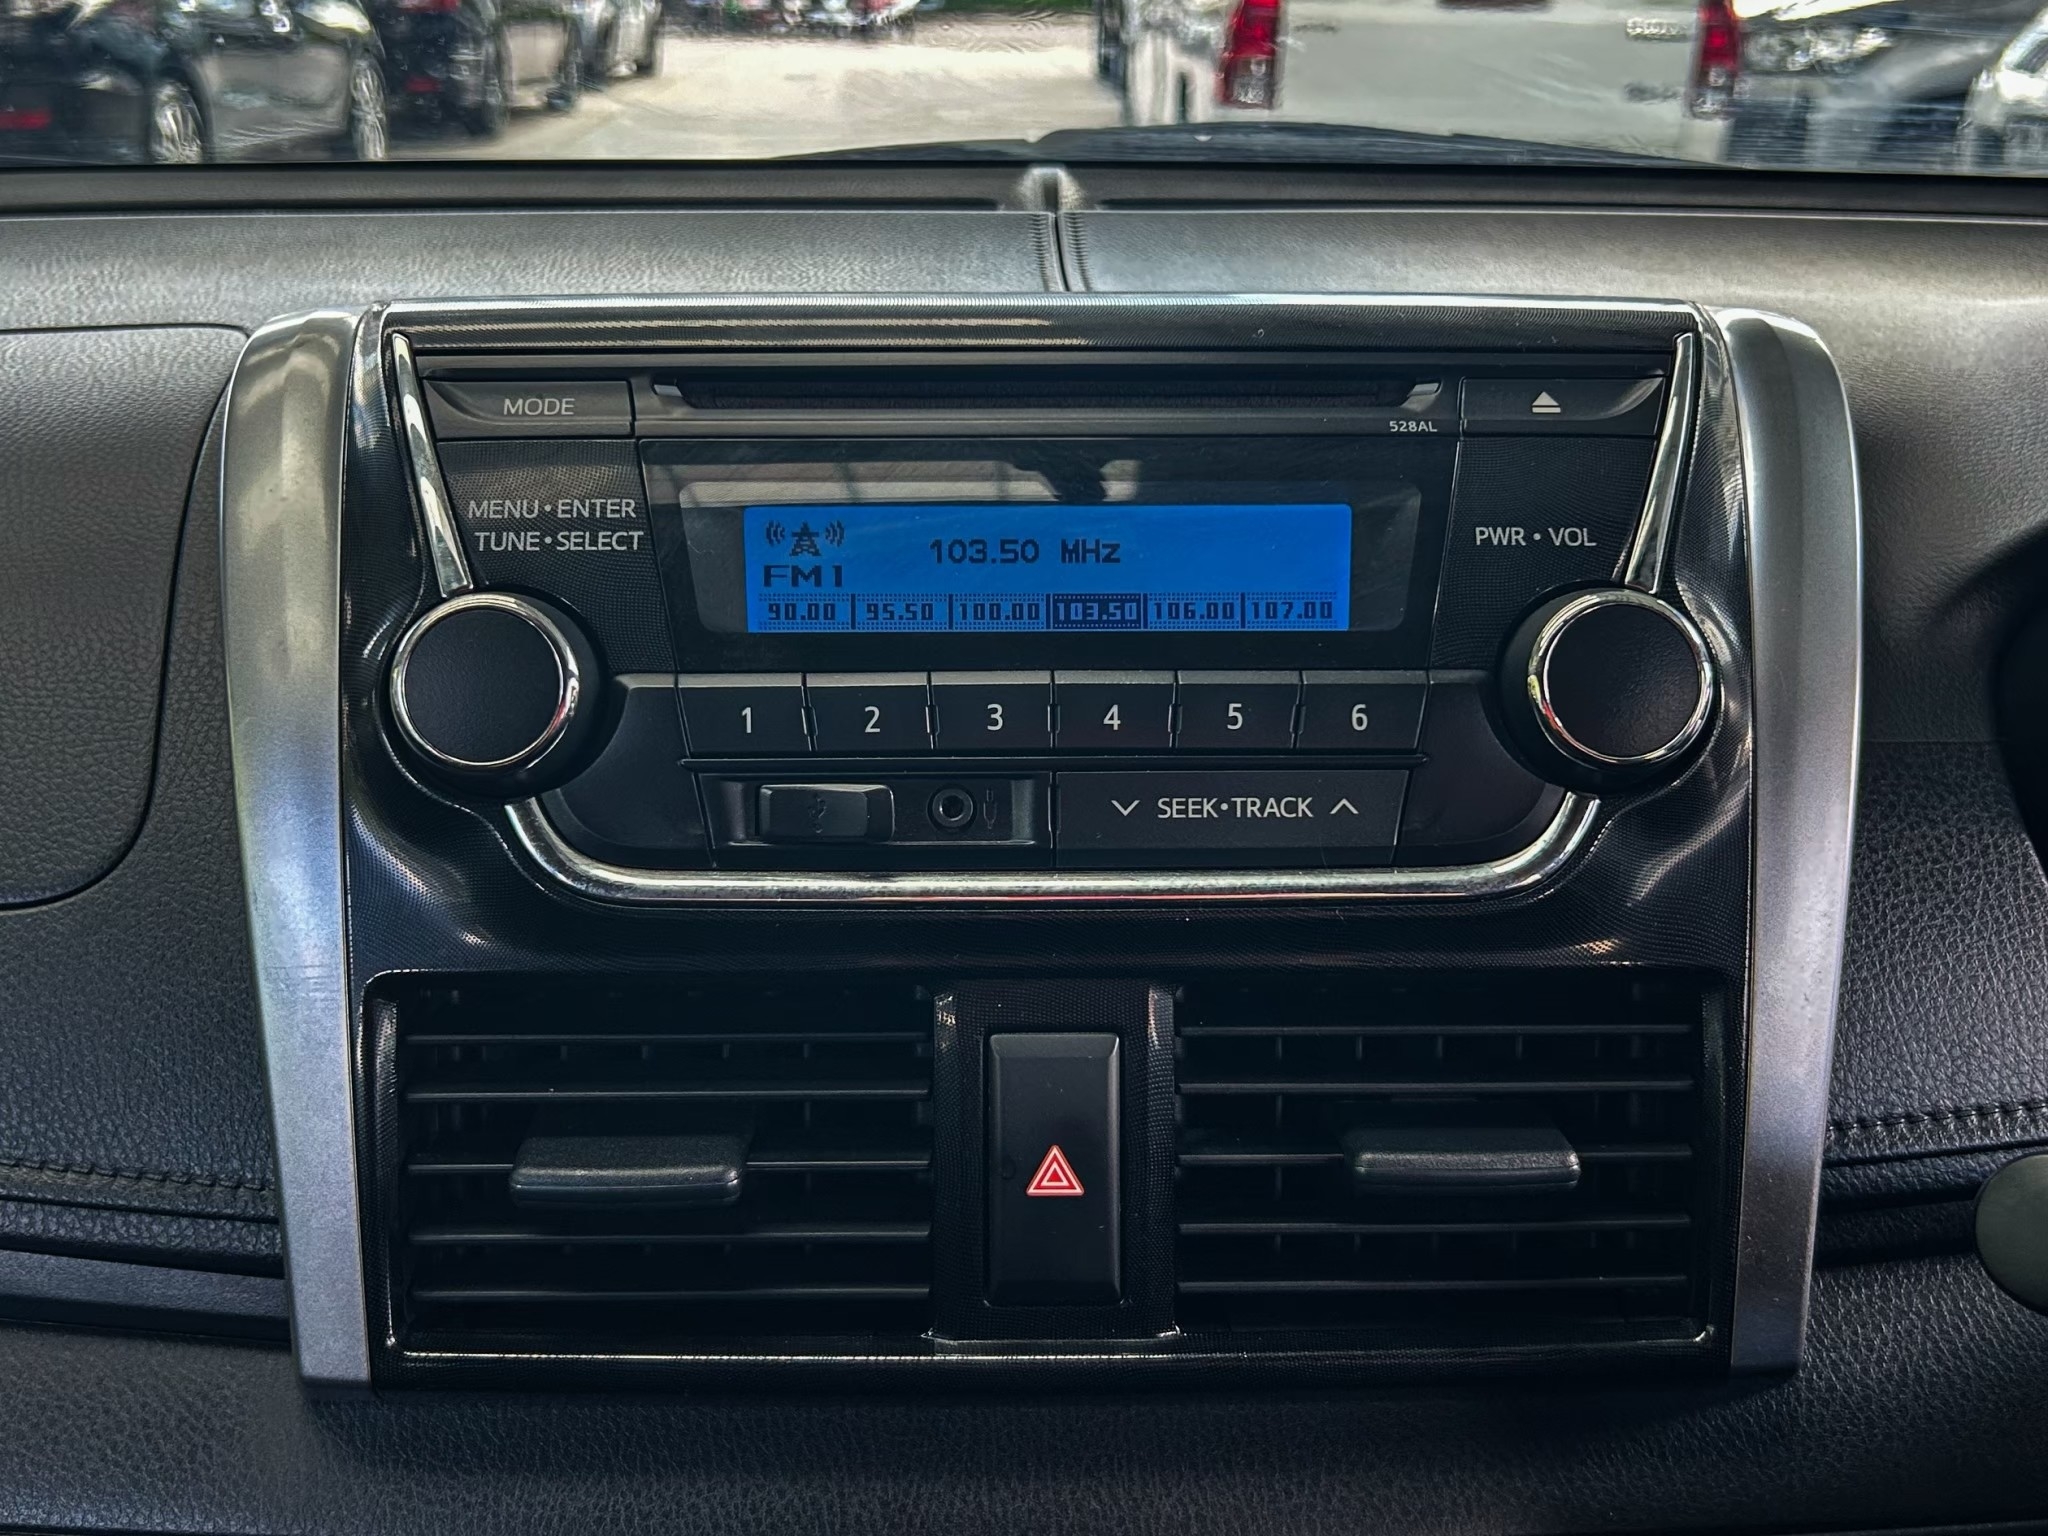 MODE
528AL
MENU•ENTER
TUNE•SELECT
PWR•VOL
103.50 MHz
FM1
90.00 95.50 100.00 103.50 106.00 107.00
1 2 3 4 5 6
SEEK•TRACK